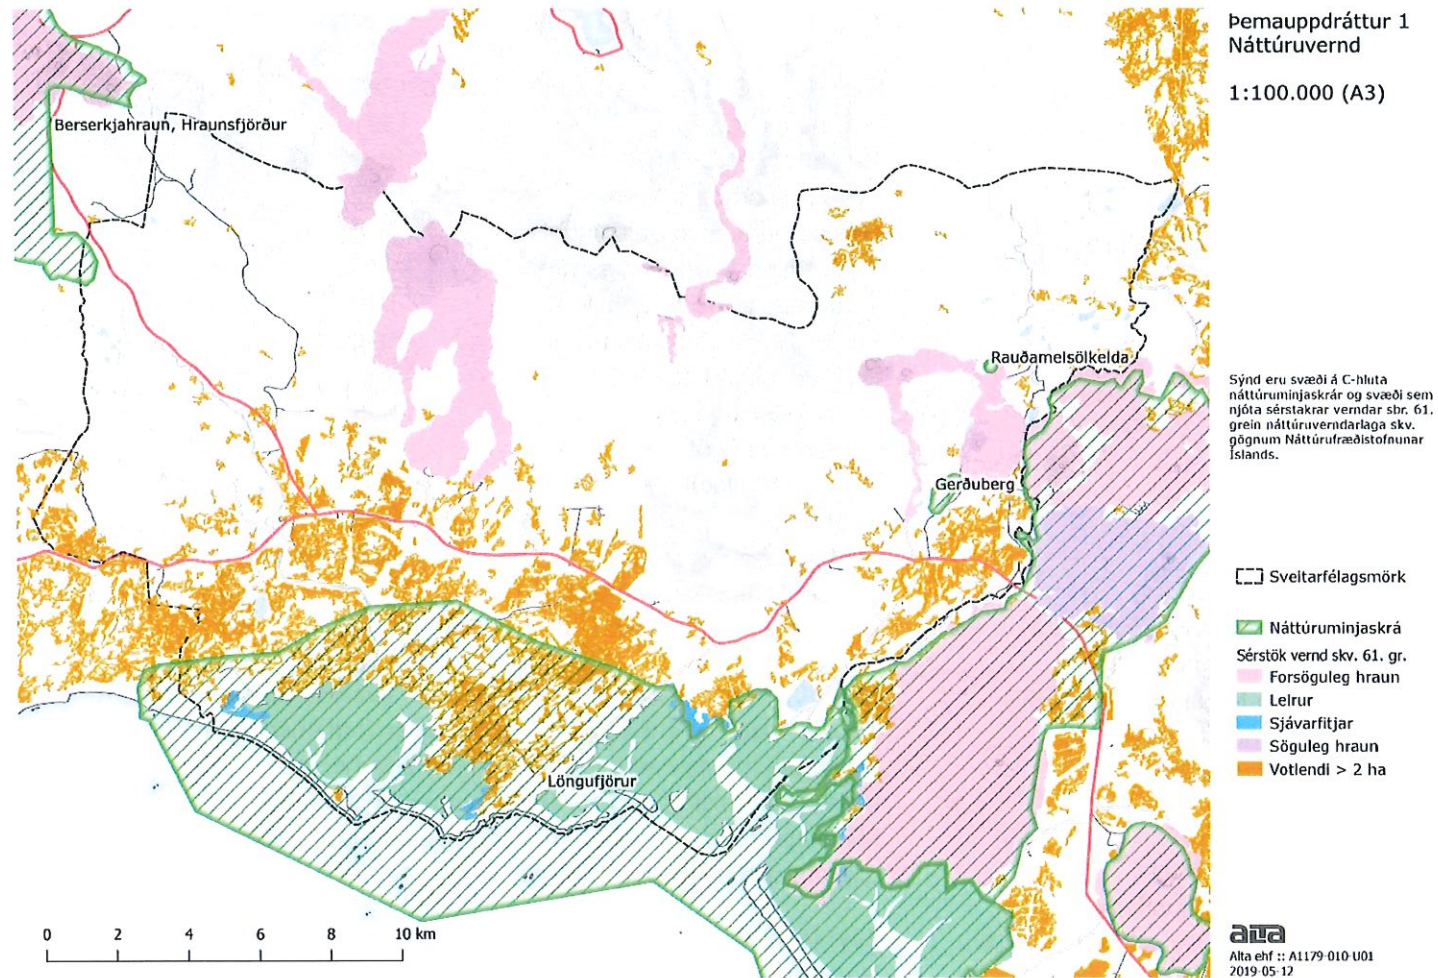 Þemauppdráttur 1
Náttúruvernd
1:100.000 (A3)
Berserkjahraun, Hraunsfjörður
Rauðamelsölkelda
Gerðuberg
Löngufjörur
Sýnd eru svæði á C-hluta
náttúruminjaskrár og svæði sem
njóta sérstakrar verndar sbr. 61.
grein náttúruverndarlaga skv.
gögnum Náttúrufræðistofnunar
Íslands.
Sveitarfélagsmörk
Náttúruminjaskrá
Sérstök vernd skv. 61. gr.
Forsöguleg hraun
Leirur
Sjávarfitjar
Söguleg hraun
Votlendi > 2 ha
0 2 4 6 8 10 km
alta
Alta ehf :: A1179-010-U01
2019-05-12